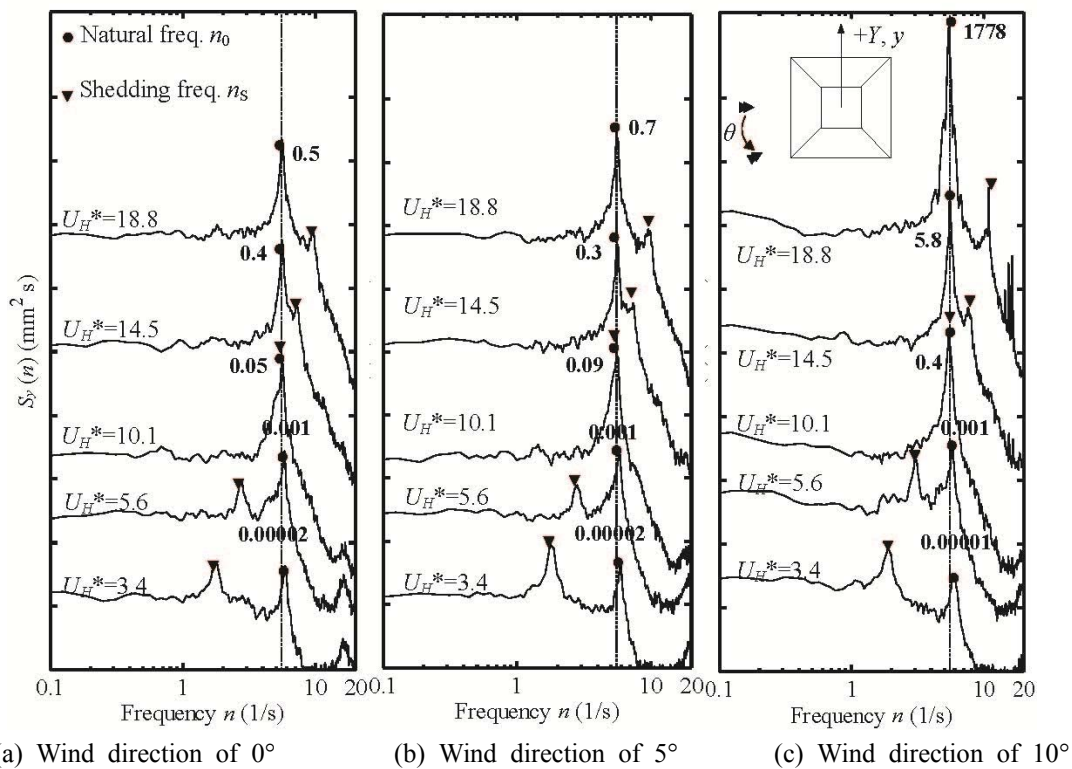 Natural freq. n0
Shedding freq. nS
Sy (n) (mm² s)
0.5
UH*=18.8
0.4
UH*=14.5
0.05
UH*=10.1
0.001
UH*=5.6
0.00002
UH*=3.4
0.1 1 10 20
Frequency n (1/s)
0.7
UH*=18.8
0.3
UH*=14.5
0.09
UH*=10.1
0.001
UH*=5.6
0.00002
UH*=3.4
0.1 1 10 20
Frequency n (1/s)
1778
+Y, y
θ
5.8
UH*=18.8
UH*=14.5
0.4
UH*=10.1
0.001
UH*=5.6
0.00001
UH*=3.4
0.1 1 10 20
Frequency n (1/s)
(a) Wind direction of 0°
(b) Wind direction of 5°
(c) Wind direction of 10°